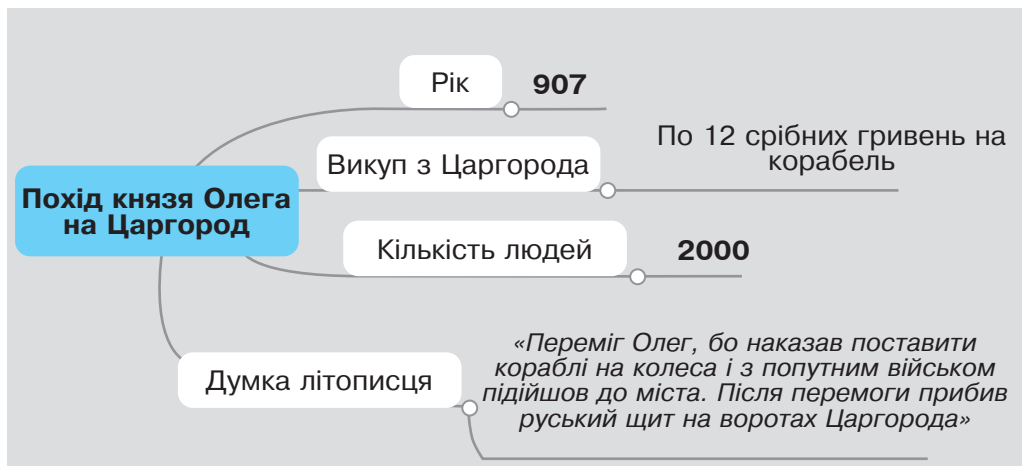 Рік
907
Викуп з Царгорода
По 12 срібних гривень на
корабель
Похід князя Олега
на Царгород
Кількість людей
2000
Думка літописця
«Переміг Олег, бо наказав поставити
кораблі на колеса і з попутним військом
підійшов до міста. Після перемоги прибив
руський щит на воротах Царгорода»